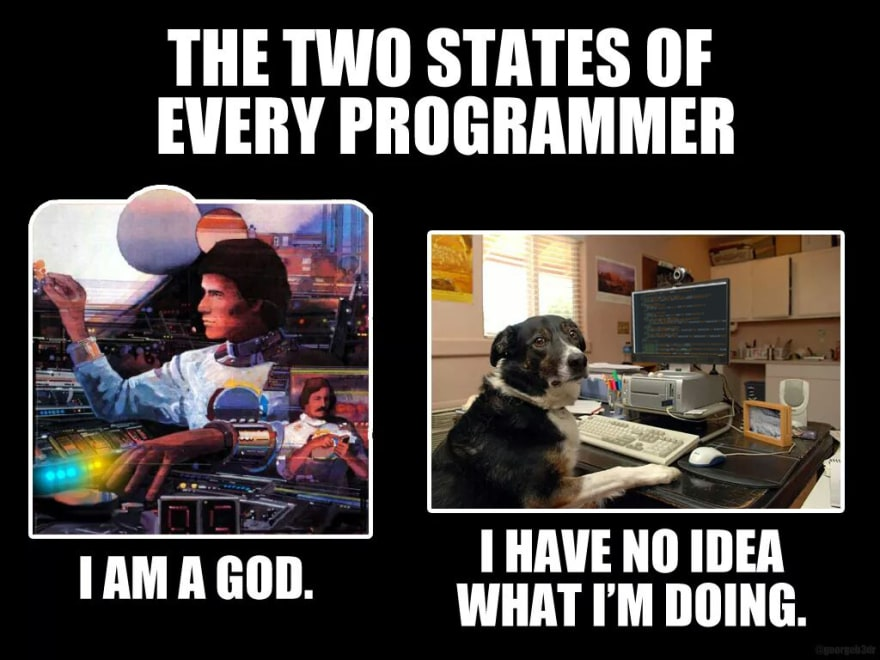 THE TWO STATES OF
EVERY PROGRAMMER
I AM A GOD.
I HAVE NO IDEA
WHAT I'M DOING.